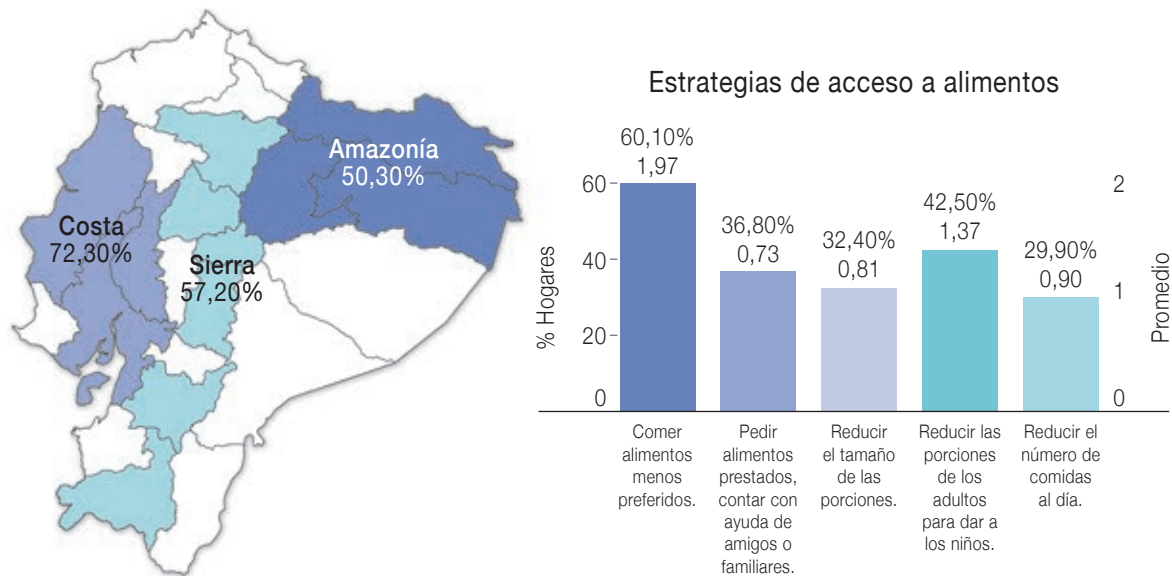 Amazonía
50,30%
Costa
72,30%
Sierra
57,20%
Estrategias de acceso a alimentos
% Hogares
60
40
20
0
60,10%
1,97
36,80%
0,73
32,40%
0,81
42,50%
1,37
29,90%
0,90
2
1
0
Promedio
Comer
alimentos
menos
preferidos.
Pedir
alimentos
prestados,
contar con
ayuda de
amigos o
familiares.
Reducir
el tamaño
de las
porciones.
Reducir las
porciones
de los
adultos
para dar a
los niños.
Reducir el
número de
comidas
al día.